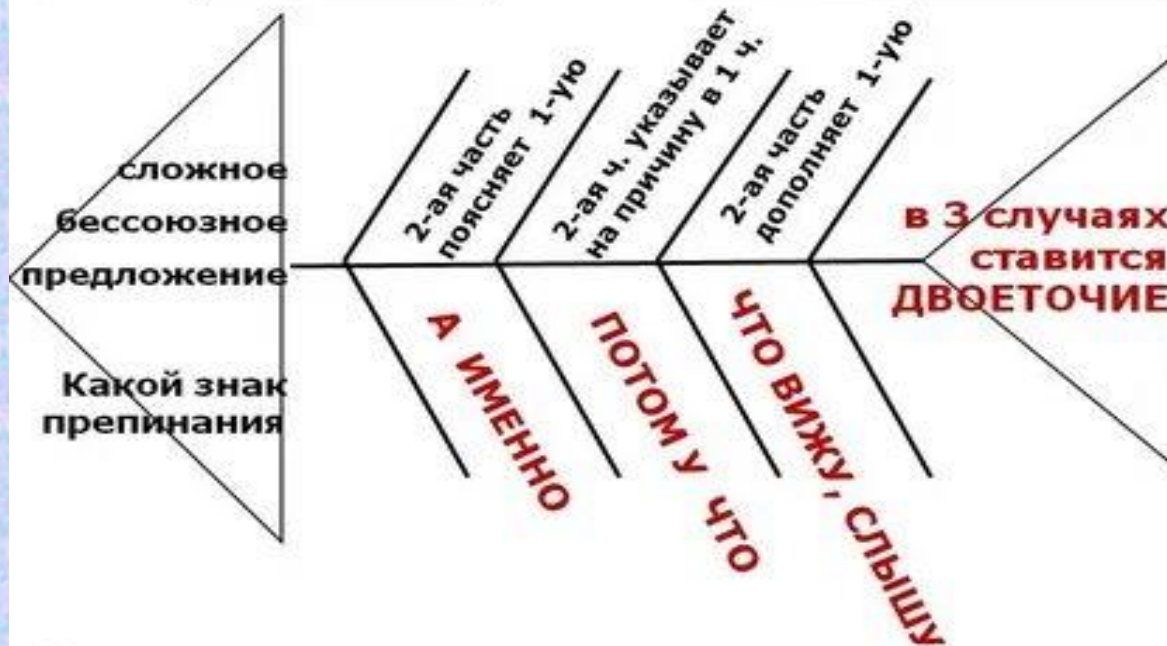 сложное
бессоюзное
предложение
Какой знак
препинания
2-ая часть
поясняет 1-ую
2-ая ч. указывает
на причину в 1 ч.
2-ая часть
дополняет 1-ую
А ИМЕННО
ПОТОМ У ЧТО
ЧТО ВИЖУ, СЛЫШУ
в 3 случаях
ставится
ДВОЕТОЧИЕ